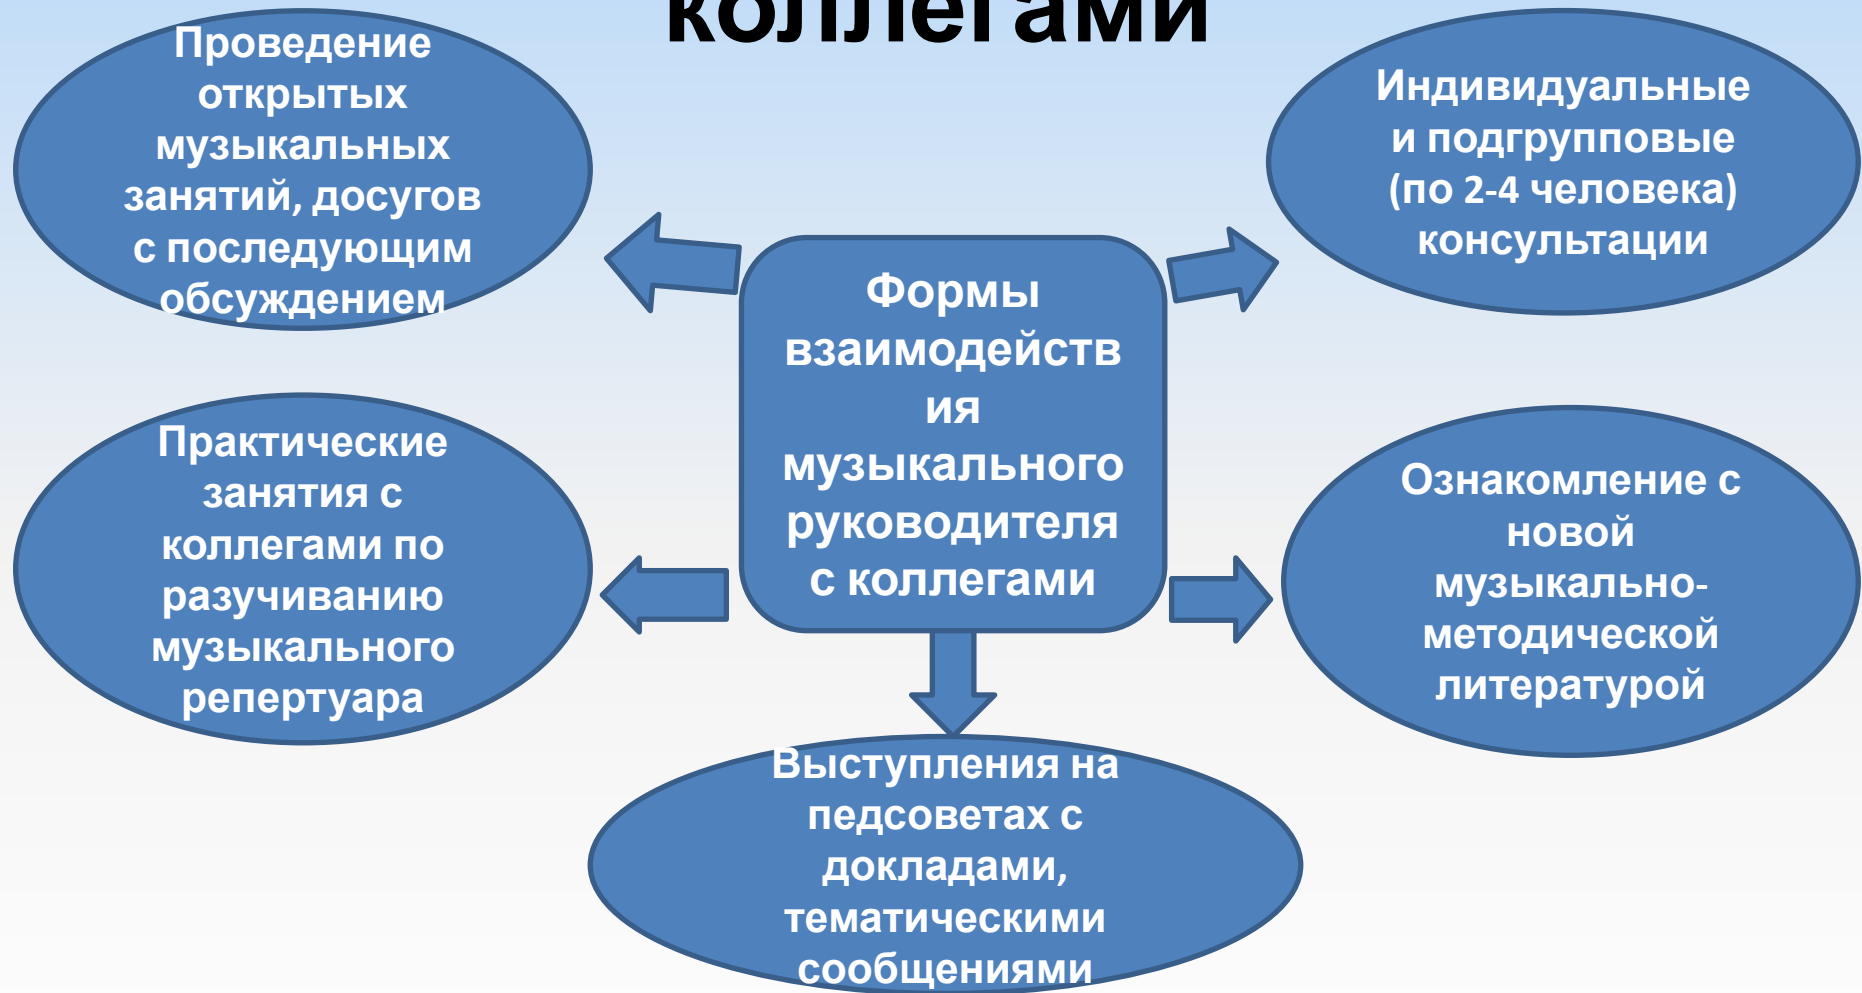 коллегами
Проведение
открытых
музыкальных
занятий, досугов
с последующим
обсуждением
Индивидуальные
и подгрупповые
(по 2-4 человека)
консультации
Формы
взаимодейств
ия
музыкального
руководителя
с коллегами
Практические
занятия с
коллегами по
разучиванию
музыкального
репертуара
Ознакомление с
новой
музыкально-
методической
литературой
Выступления на
педсоветах с
докладами,
тематическими
сообщениями